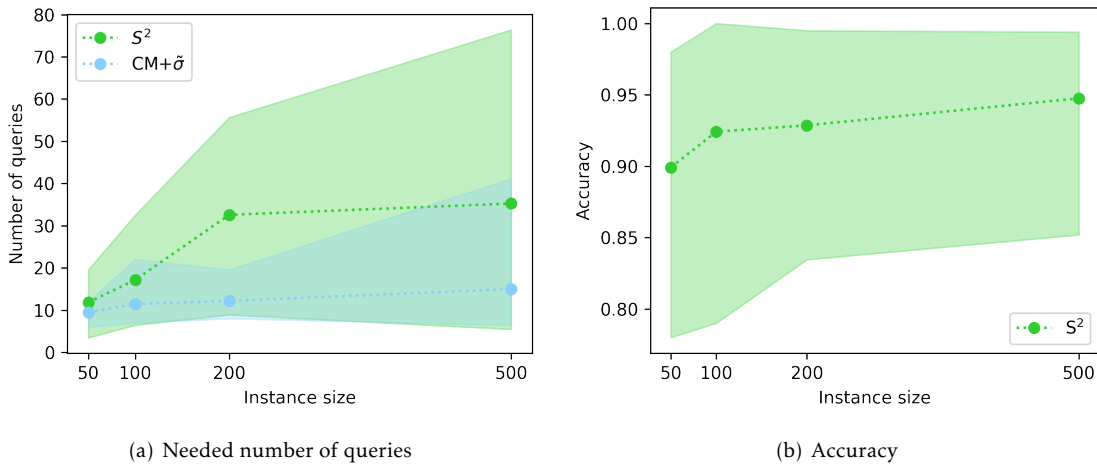 80
70
60
50
40
30
20
10
0
Number of queries
S²
CM+σ̃
50 100 200 500
Instance size
(a) Needed number of queries
1.00
0.95
0.90
0.85
0.80
Accuracy
S²
50 100 200 500
Instance size
(b) Accuracy